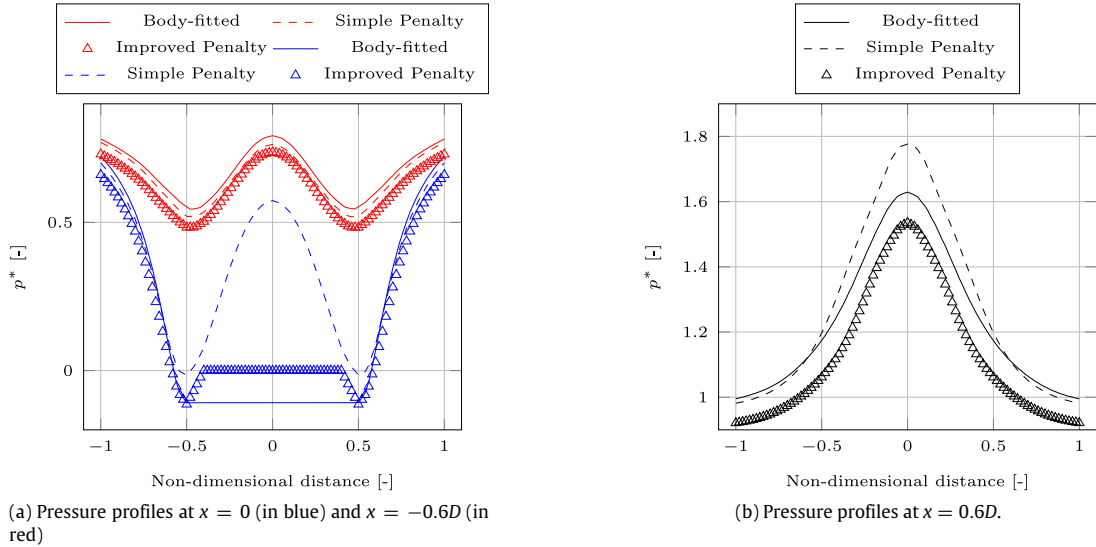 Body-fitted Simple Penalty
Improved Penalty Body-fitted
Simple Penalty Improved Penalty
0.5
0
p* [-]
−1 −0.5 0 0.5 1
Non-dimensional distance [-]
(a) Pressure profiles at x = 0 (in blue) and x = −0.6D (in
red)
Body-fitted
Simple Penalty
Improved Penalty
1.8
1.6
1.4
1.2
1
p* [-]
−1 −0.5 0 0.5 1
Non-dimensional distance [-]
(b) Pressure profiles at x = 0.6D.